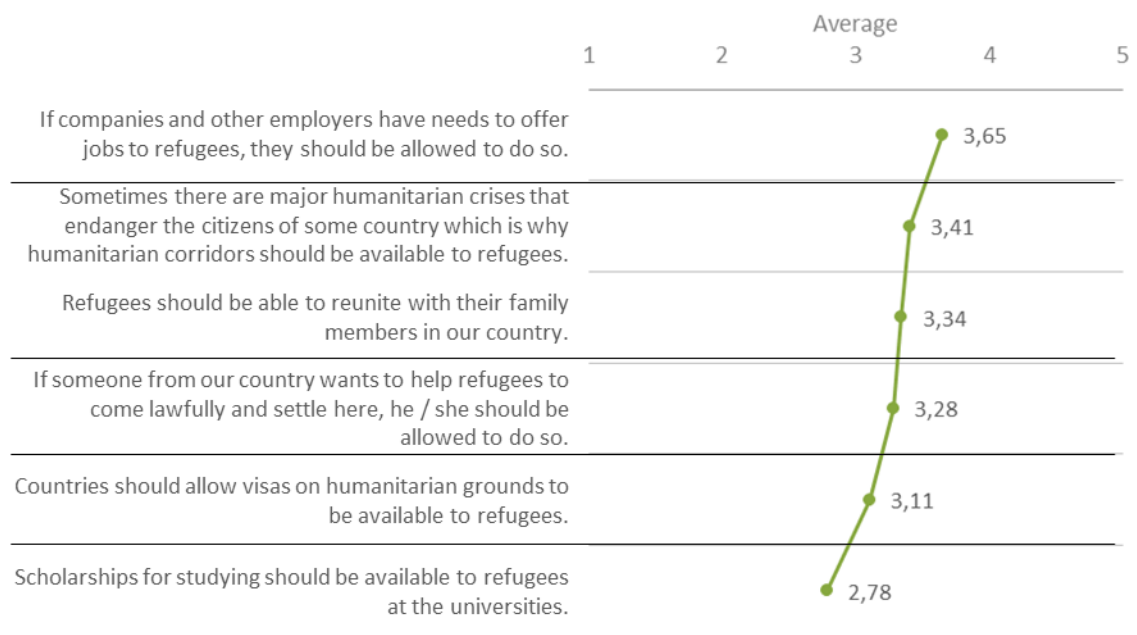 Average
1 2 3 4 5
If companies and other employers have needs to offer
jobs to refugees, they should be allowed to do so.
3,65
Sometimes there are major humanitarian crises that
endanger the citizens of some country which is why
humanitarian corridors should be available to refugees.
3,41
Refugees should be able to reunite with their family
members in our country.
3,34
If someone from our country wants to help refugees to
come lawfully and settle here, he / she should be
allowed to do so.
3,28
Countries should allow visas on humanitarian grounds to
be available to refugees.
3,11
Scholarships for studying should be available to refugees
at the universities.
2,78